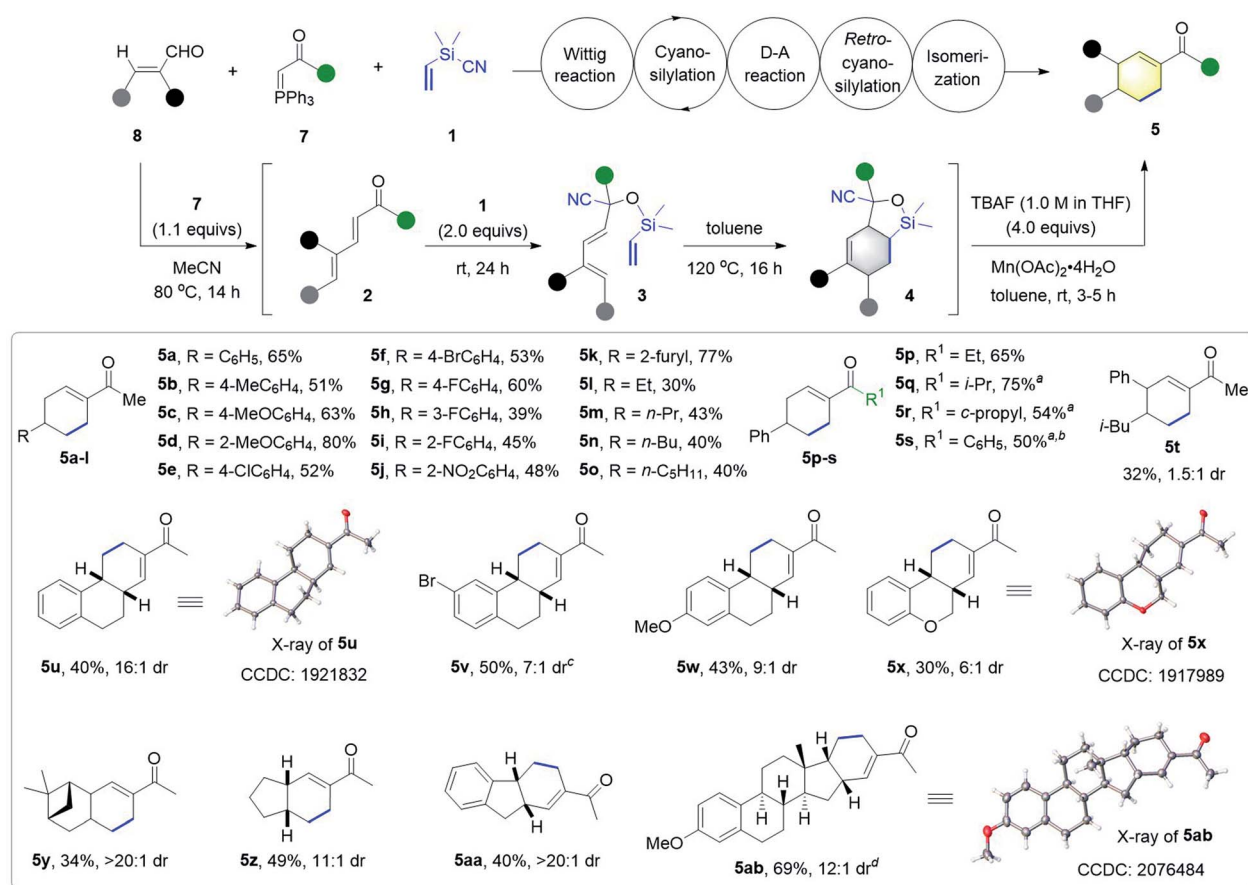 H CHO
8
+
O
PPh3
7
+
Si
CN
1
Wittig reaction
Cyano-silylation
D-A reaction
Retro-cyano-silylation
Isomeri-zation
O
5
7
(1.1 equivs)
MeCN
80 °C, 14 h
O
2
1
(2.0 equivs)
rt, 24 h
NC O
Si
3
toluene
120 °C, 16 h
NC O
Si
4
TBAF (1.0 M in THF)
(4.0 equivs)
Mn(OAc)2•4H2O
toluene, rt, 3-5 h
O
Me
R
5a-l
5a, R = C6H5, 65%
5b, R = 4-MeC6H4, 51%
5c, R = 4-MeOC6H4, 63%
5d, R = 2-MeOC6H4, 80%
5e, R = 4-ClC6H4, 52%
5f, R = 4-BrC6H4, 53%
5g, R = 4-FC6H4, 60%
5h, R = 3-FC6H4, 39%
5i, R = 2-FC6H4, 45%
5j, R = 2-NO2C6H4, 48%
5k, R = 2-furyl, 77%
5l, R = Et, 30%
5m, R = n-Pr, 43%
5n, R = n-Bu, 40%
5o, R = n-C5H11, 40%
O
R1
Ph
5p-s
5p, R1 = Et, 65%
5q, R1 = i-Pr, 75%a
5r, R1 = c-propyl, 54%a
5s, R1 = C6H5, 50%a,b
Ph O
Me
i-Bu
5t
32%, 1.5:1 dr
O
H
H
5u, 40%, 16:1 dr
X-ray of 5u
CCDC: 1921832
O
Br H
H
5v, 50%, 7:1 drc
O
H
H
MeO
5w, 43%, 9:1 dr
O
H
H
O
5x, 30%, 6:1 dr
X-ray of 5x
CCDC: 1917989
O
5y, 34%, >20:1 dr
H O
H
5z, 49%, 11:1 dr
H
O
H
5aa, 40%, >20:1 dr
H O
H H
H H
MeO
5ab, 69%, 12:1 drd
X-ray of 5ab
CCDC: 2076484